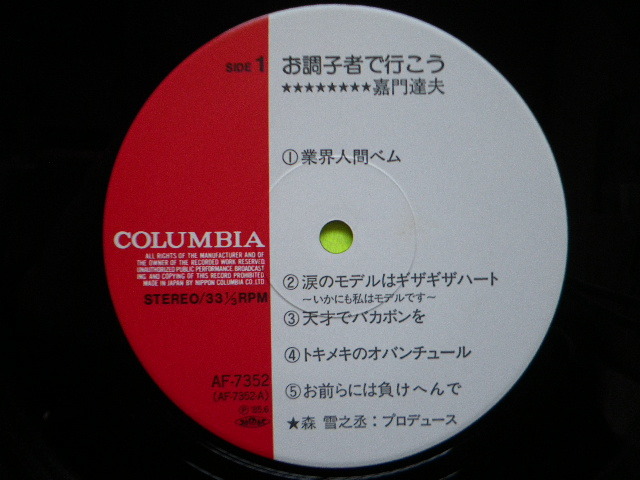 SIDE 1
お調子者で行こう
★★★★★★★★嘉門達夫
①業界人間ベム
COLUMBIA
ALL RIGHTS OF THE MANUFACTURER AND OF
THE OWNER OF THE RECORDED WORK RESERVED
UNAUTHORIZED PUBLIC PERFORMANCE, BROADCAST
ING AND COPYING OF THIS RECORD PROHIBITED
MADE IN JAPAN BY NIPPON COLUMBIA CO. LTD
STEREO/33⅓RPM
②涙のモデルはギザギザハート
〜いかにも私はモデルです〜
③天才でバカボンを
④トキメキのオバンチュール
⑤お前らには負けへんで
★森 雪之丞：プロデュース
AF-7352
(AF-7352-A)